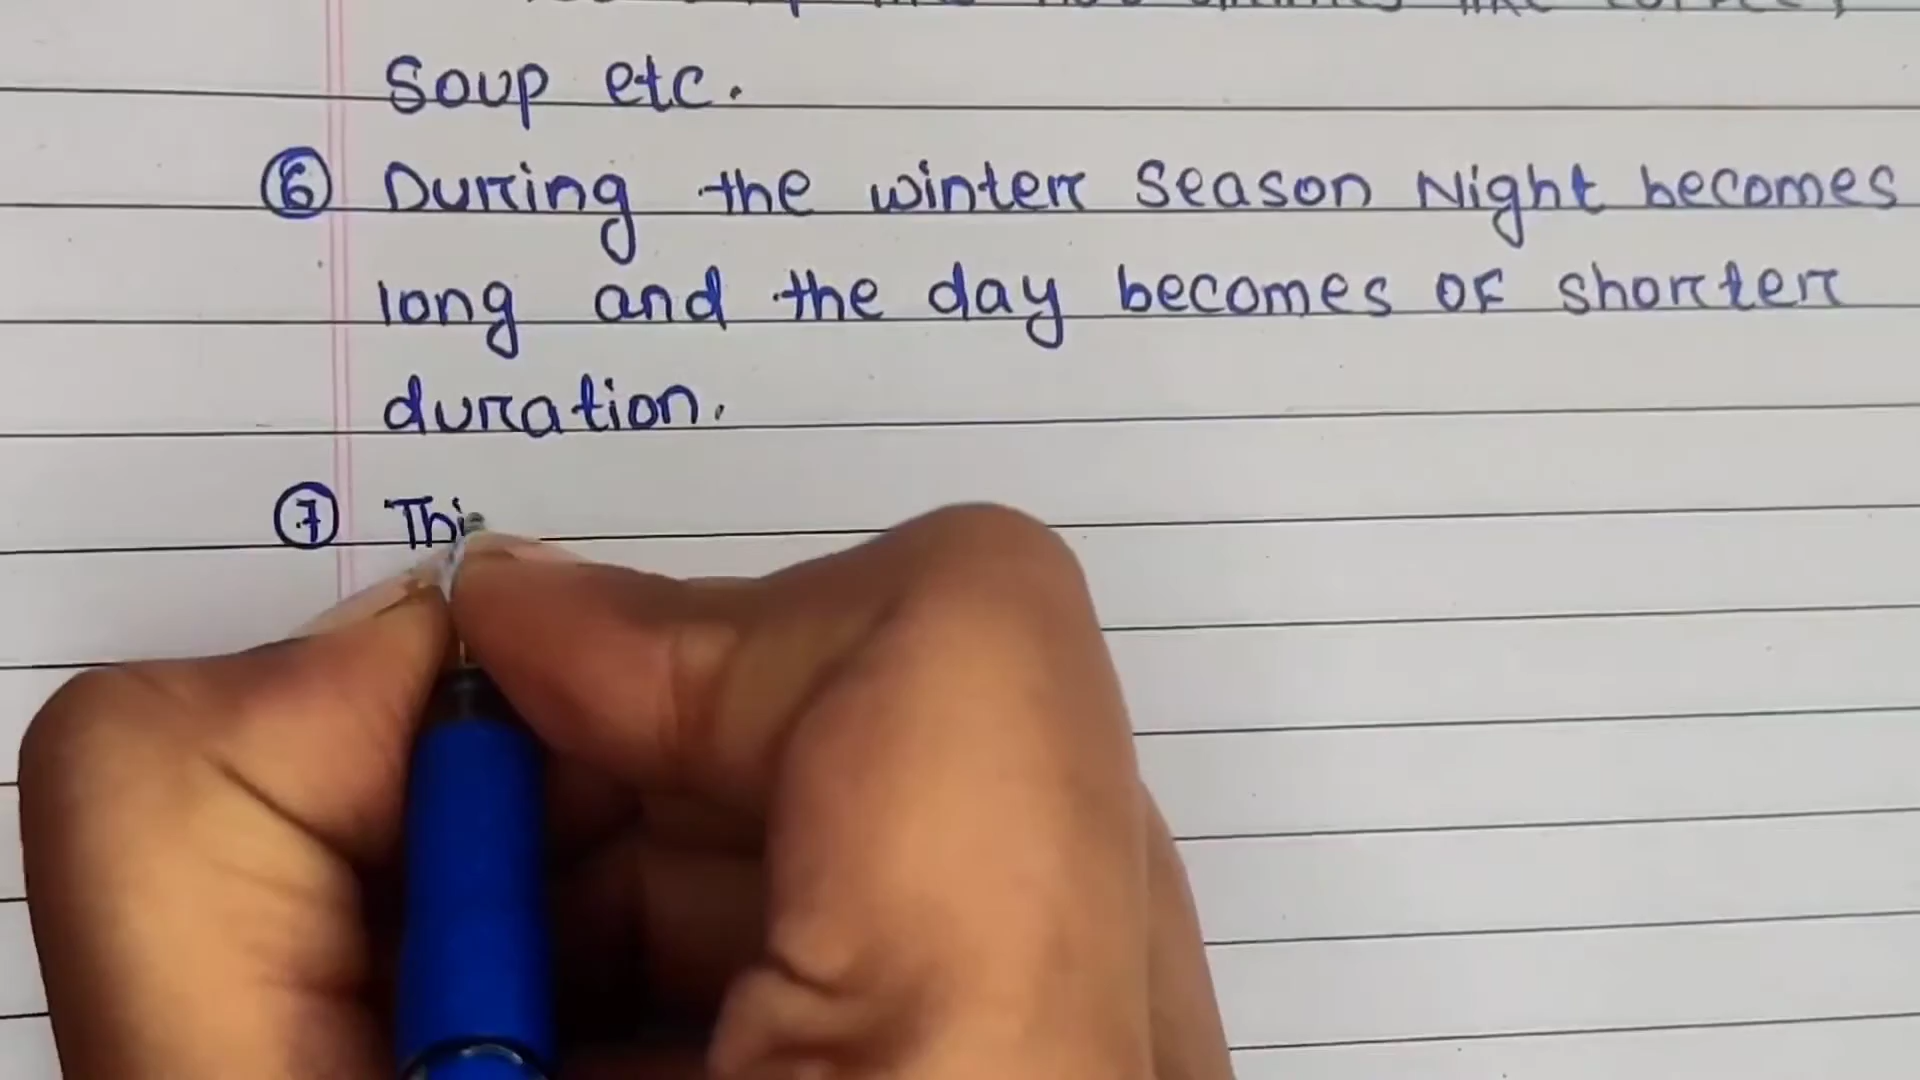 Soup etc.
⑥ During the winter season Night becomes
long and the day becomes of shorter
duration.
⑦ Thi